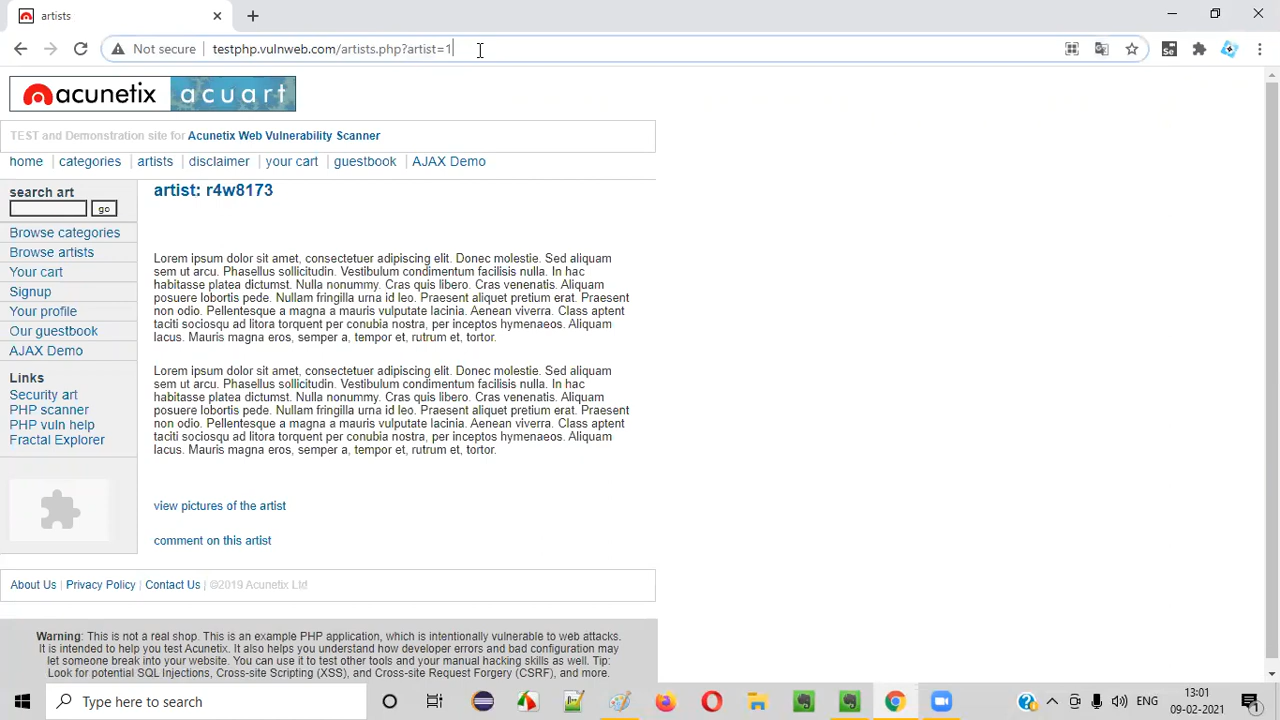 artists
Not secure | testphp.vulnweb.com/artists.php?artist=1
acunetix acuart
TEST and Demonstration site for Acunetix Web Vulnerability Scanner
home | categories | artists | disclaimer | your cart | guestbook | AJAX Demo
search art
go
Browse categories
Browse artists
Your cart
Signup
Your profile
Our guestbook
AJAX Demo
Links
Security art
PHP scanner
PHP vuln help
Fractal Explorer
artist: r4w8173
Lorem ipsum dolor sit amet, consectetuer adipiscing elit. Donec molestie. Sed aliquam
sem ut arcu. Phasellus sollicitudin. Vestibulum condimentum facilisis nulla. In hac
habitasse platea dictumst. Nulla nonummy. Cras quis libero. Cras venenatis. Aliquam
posuere lobortis pede. Nullam fringilla urna id leo. Praesent aliquet pretium erat. Praesent
non odio. Pellentesque a magna a mauris vulputate lacinia. Aenean viverra. Class aptent
taciti sociosqu ad litora torquent per conubia nostra, per inceptos hymenaeos. Aliquam
lacus. Mauris magna eros, semper a, tempor et, rutrum et, tortor.
Lorem ipsum dolor sit amet, consectetuer adipiscing elit. Donec molestie. Sed aliquam
sem ut arcu. Phasellus sollicitudin. Vestibulum condimentum facilisis nulla. In hac
habitasse platea dictumst. Nulla nonummy. Cras quis libero. Cras venenatis. Aliquam
posuere lobortis pede. Nullam fringilla urna id leo. Praesent aliquet pretium erat. Praesent
non odio. Pellentesque a magna a mauris vulputate lacinia. Aenean viverra. Class aptent
taciti sociosqu ad litora torquent per conubia nostra, per inceptos hymenaeos. Aliquam
lacus. Mauris magna eros, semper a, tempor et, rutrum et, tortor.
view pictures of the artist
comment on this artist
About Us | Privacy Policy | Contact Us | ©2019 Acunetix Ltd
Warning: This is not a real shop. This is an example PHP application, which is intentionally vulnerable to web attacks.
It is intended to help you test Acunetix. It also helps you understand how developer errors and bad configuration may
let someone break into your website. You can use it to test other tools and your manual hacking skills as well. Tip:
Look for potential SQL Injections, Cross-site Scripting (XSS), and Cross-site Request Forgery (CSRF), and more.
Type here to search
ENG
13:01
09-02-2021